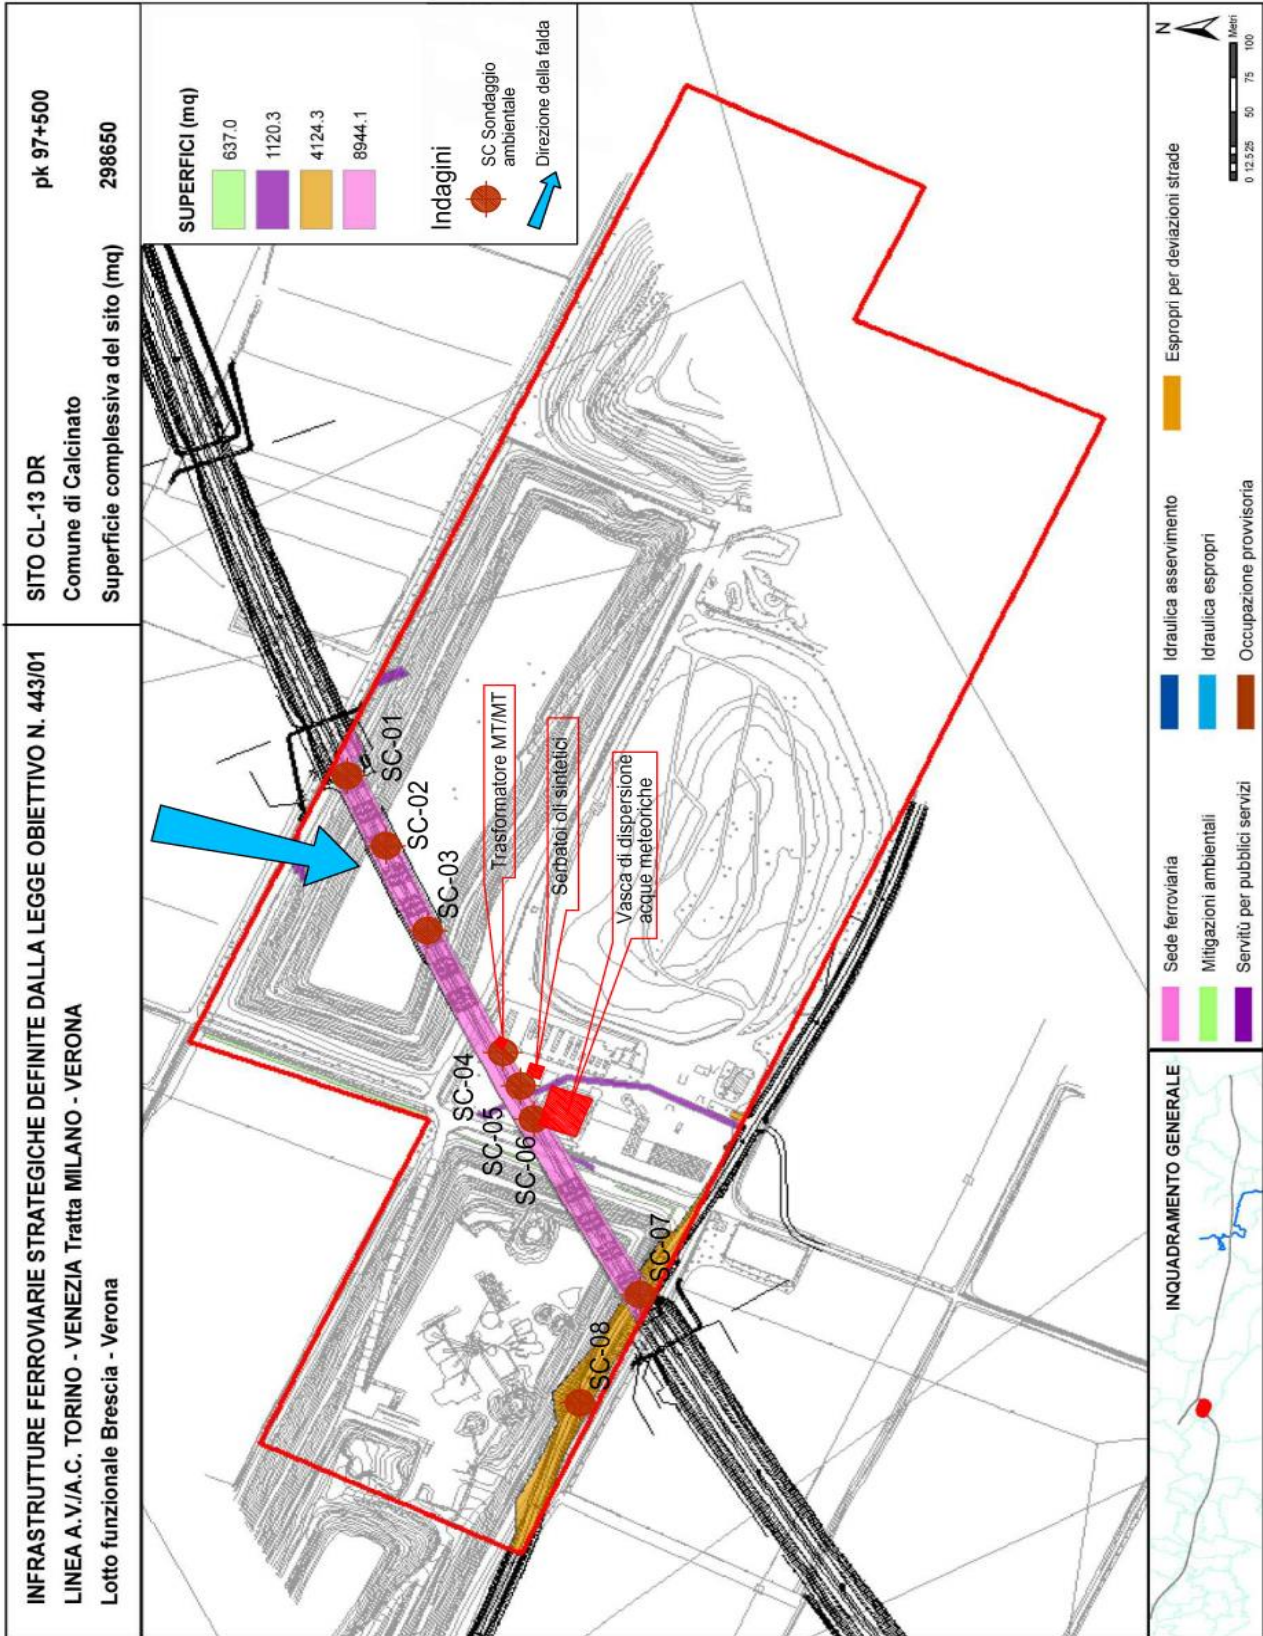 INFRASTRUTTURE FERROVIARIE STRATEGICHE DEFINITE DALLA LEGGE OBIETTIVO N. 443/01
LINEA A.V./A.C. TORINO - VENEZIA Tratta MILANO - VERONA
Lotto funzionale Brescia - Verona
SITO CL-13 DR
pk 97+500
Comune di Calcinato
Superficie complessiva del sito (mq)
298650
SUPERFICI (mq)
637.0
1120.3
4124.3
8944.1
Indagini
SC Sondaggio
ambientale
Direzione della falda
SC-01
SC-02
SC-03
SC-04
SC-05
SC-06
SC-07
SC-08
Trasformatore MT/MT
Serbatoi oli sintetici
Vasca di dispersione
acque meteoriche
INQUADRAMENTO GENERALE
Sede ferroviaria
Mitigazioni ambientali
Servitù per pubblici servizi
Idraulica asservimento
Idraulica espropri
Occupazione provvisoria
Espropri per deviazioni strade
N
Metri
0 12.5 25 50 75 100